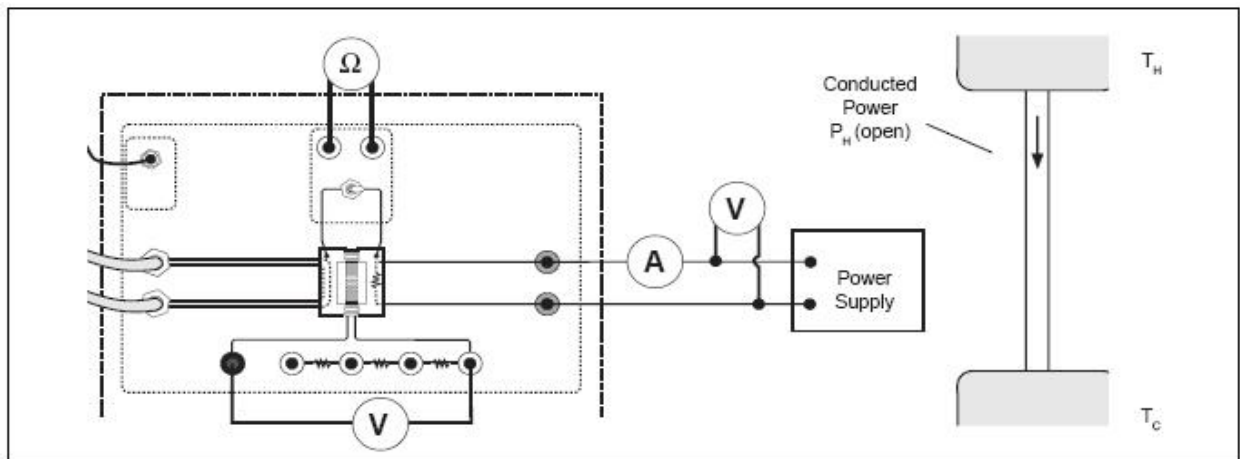 Ω
A
V
Power
Supply
V
Conducted
Power
P_H (open)
T_H
T_C